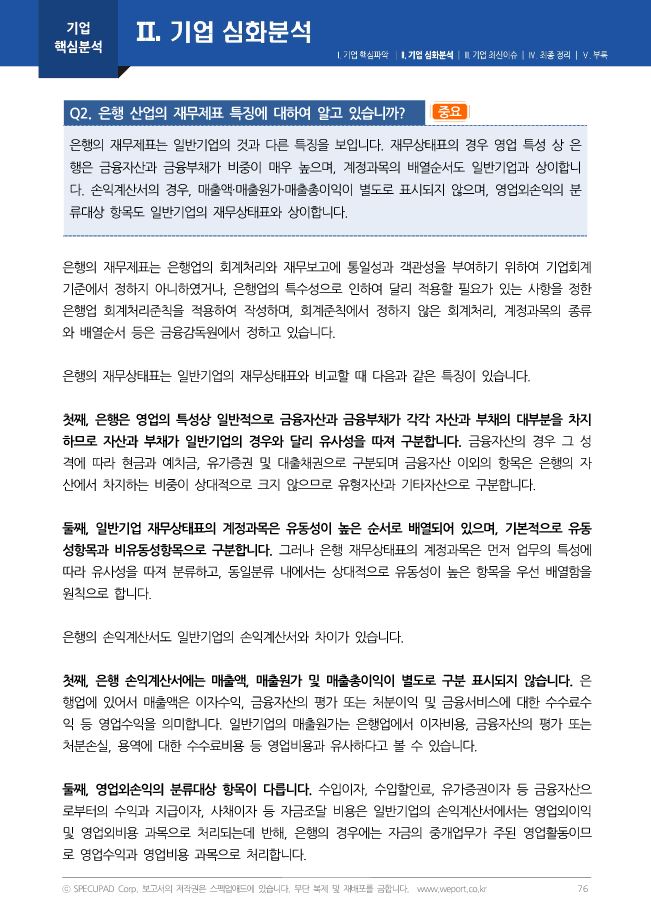 기업
핵심분석
Ⅱ. 기업 심화분석
Ⅰ. 기업 핵심파악 | Ⅱ. 기업 심화분석 | Ⅲ. 기업 최신이슈 | Ⅳ. 최종 정리 | Ⅴ. 부록
Q2. 은행 산업의 재무제표 특징에 대하여 알고 있습니까? 중요
은행의 재무제표는 일반기업의 것과 다른 특징을 보입니다. 재무상태표의 경우 영업 특성 상 은
행은 금융자산과 금융부채가 비중이 매우 높으며, 계정과목의 배열순서도 일반기업과 상이합니
다. 손익계산서의 경우, 매출액·매출원가·매출총이익이 별도로 표시되지 않으며, 영업외손익의 분
류대상 항목도 일반기업의 재무상태표와 상이합니다.
은행의 재무제표는 은행업의 회계처리와 재무보고에 통일성과 객관성을 부여하기 위하여 기업회계
기준에서 정하지 아니하였거나, 은행업의 특수성으로 인하여 달리 적용할 필요가 있는 사항을 정한
은행업 회계처리준칙을 적용하여 작성하며, 회계준칙에서 정하지 않은 회계처리, 계정과목의 종류
와 배열순서 등은 금융감독원에서 정하고 있습니다.
은행의 재무상태표는 일반기업의 재무상태표와 비교할 때 다음과 같은 특징이 있습니다.
첫째, 은행은 영업의 특성상 일반적으로 금융자산과 금융부채가 각각 자산과 부채의 대부분을 차지
하므로 자산과 부채가 일반기업의 경우와 달리 유사성을 따져 구분합니다. 금융자산의 경우 그 성
격에 따라 현금과 예치금, 유가증권 및 대출채권으로 구분되며 금융자산 이외의 항목은 은행의 자
산에서 차지하는 비중이 상대적으로 크지 않으므로 유형자산과 기타자산으로 구분합니다.
둘째, 일반기업 재무상태표의 계정과목은 유동성이 높은 순서로 배열되어 있으며, 기본적으로 유동
성항목과 비유동성항목으로 구분합니다. 그러나 은행 재무상태표의 계정과목은 먼저 업무의 특성에
따라 유사성을 따져 분류하고, 동일분류 내에서는 상대적으로 유동성이 높은 항목을 우선 배열함을
원칙으로 합니다.
은행의 손익계산서도 일반기업의 손익계산서와 차이가 있습니다.
첫째, 은행 손익계산서에는 매출액, 매출원가 및 매출총이익이 별도로 구분 표시되지 않습니다. 은
행업에 있어서 매출액은 이자수익, 금융자산의 평가 또는 처분이익 및 금융서비스에 대한 수수료수
익 등 영업수익을 의미합니다. 일반기업의 매출원가는 은행업에서 이자비용, 금융자산의 평가 또는
처분손실, 용역에 대한 수수료비용 등 영업비용과 유사하다고 볼 수 있습니다.
둘째, 영업외손익의 분류대상 항목이 다릅니다. 수입이자, 수입할인료, 유가증권이자 등 금융자산으
로부터의 수익과 지급이자, 사채이자 등 자금조달 비용은 일반기업의 손익계산서에서는 영업외이익
및 영업외비용 과목으로 처리되는데 반해, 은행의 경우에는 자금의 중개업무가 주된 영업활동이므
로 영업수익과 영업비용 과목으로 처리합니다.
ⓒ SPECUPAD Corp. 보고서의 저작권은 스펙업애드에 있습니다. 무단 복제 및 재배포를 금합니다. www.weport.co.kr 76